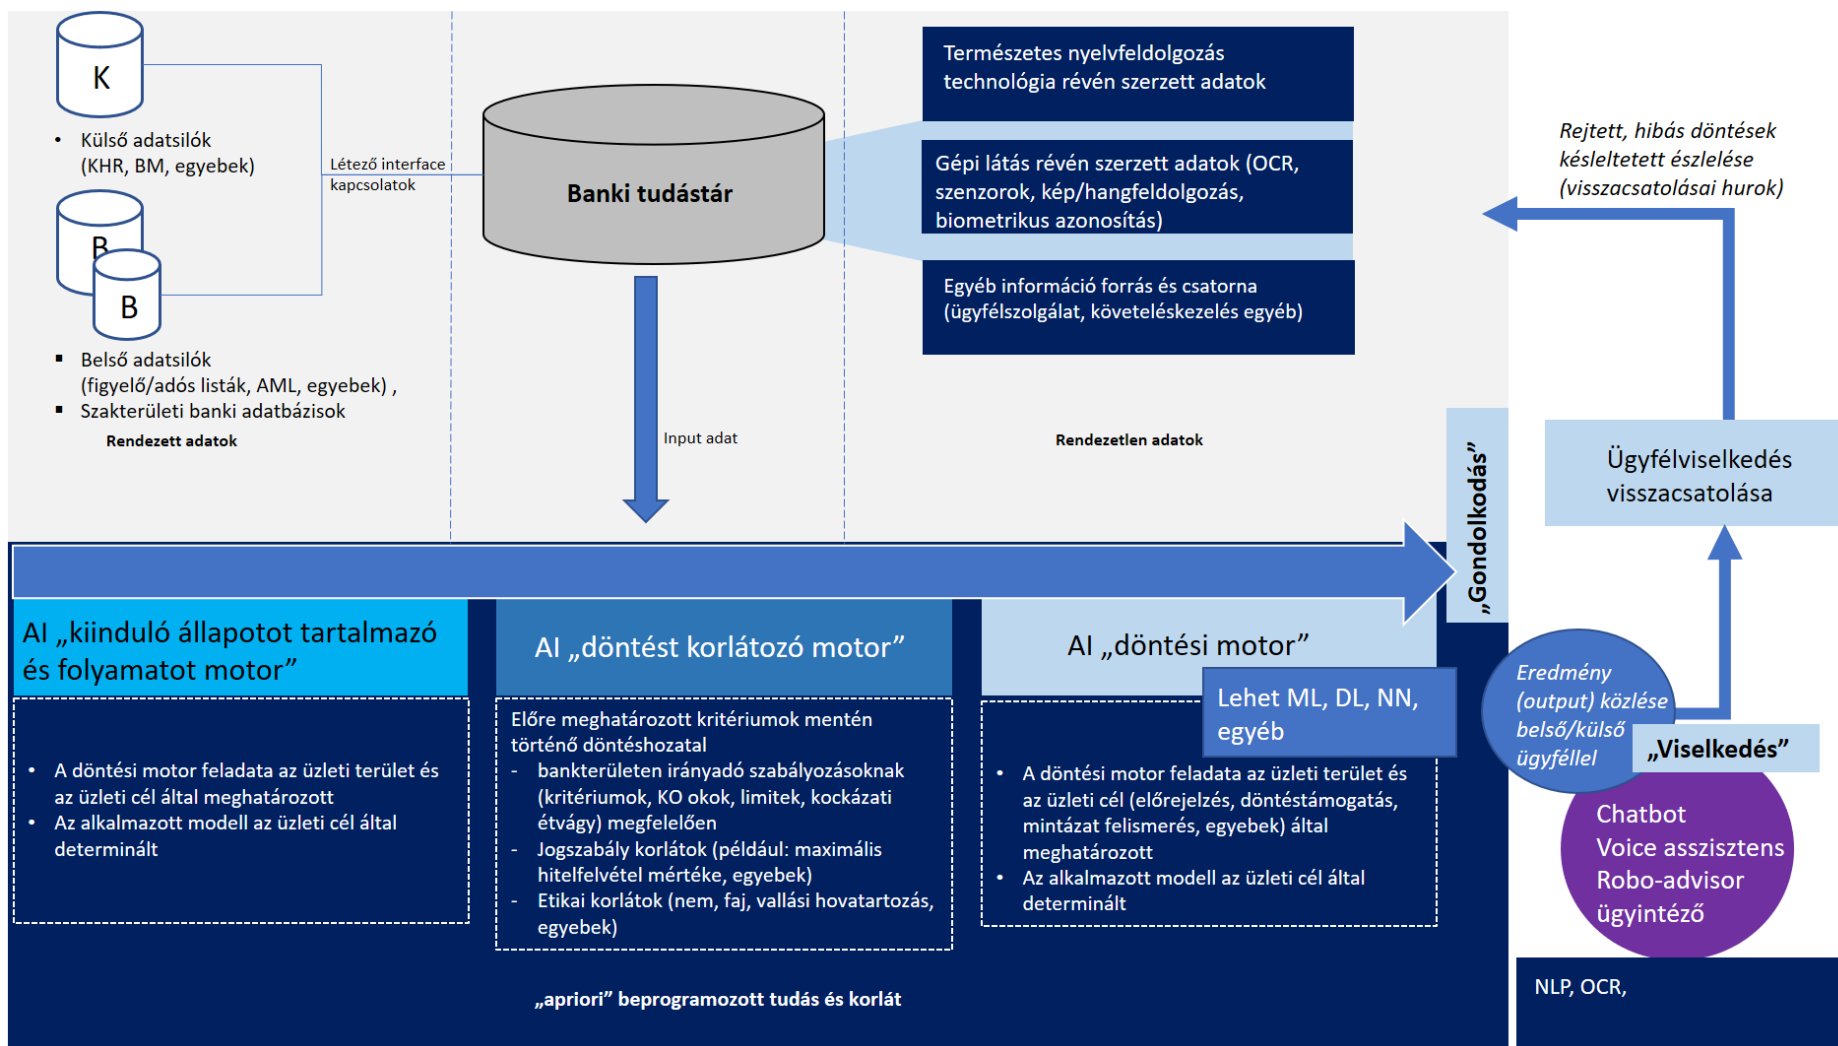 K
• Külső adatsilók
(KHR, BM, egyebek)
B
B
▪ Belső adatsilók
(figyelő/adós listák, AML, egyebek) ,
▪ Szakterületi banki adatbázisok
Rendezett adatok
Létező interface
kapcsolatok
Banki tudástár
Input adat
Természetes nyelvfeldolgozás
technológia révén szerzett adatok
Gépi látás révén szerzett adatok (OCR,
szenzorok, kép/hangfeldolgozás,
biometrikus azonosítás)
Egyéb információ forrás és csatorna
(ügyfélszolgálat, követeléskezelés egyéb)
Rendezetlen adatok
„Gondolkodás”
Rejtett, hibás döntések
késleltetett észlelése
(visszacsatolásai hurok)
Ügyfélviselkedés
visszacsatolása
AI „kiinduló állapotot tartalmazó
és folyamatot motor”
• A döntési motor feladata az üzleti terület és
az üzleti cél által meghatározott
• Az alkalmazott modell az üzleti cél által
determinált
AI „döntést korlátozó motor”
Előre meghatározott kritériumok mentén
történő döntéshozatal
- bankterületen irányadó szabályozásoknak
(kritériumok, KO okok, limitek, kockázati
étvágy) megfelelően
- Jogszabály korlátok (például: maximális
hitelfelvétel mértéke, egyebek)
- Etikai korlátok (nem, faj, vallási hovatartozás,
egyebek)
AI „döntési motor”
Lehet ML, DL, NN,
egyéb
• A döntési motor feladata az üzleti terület és
az üzleti cél (előrejelzés, döntéstámogatás,
mintázat felismerés, egyebek) által
meghatározott
• Az alkalmazott modell az üzleti cél által
determinált
„apriori” beprogramozott tudás és korlát
Eredmény
(output) közlése
belső/külső
ügyféllel
„Viselkedés”
Chatbot
Voice asszisztens
Robo-advisor
ügyintéző
NLP, OCR,